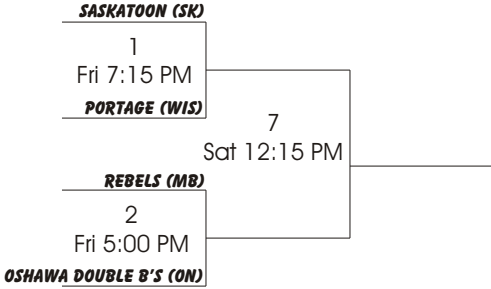 SASKATOON (SK)
1
Fri 7:15 PM
PORTAGE (WIS)
7
Sat 12:15 PM
REBELS (MB)
2
Fri 5:00 PM
OSHAWA DOUBLE B'S (ON)